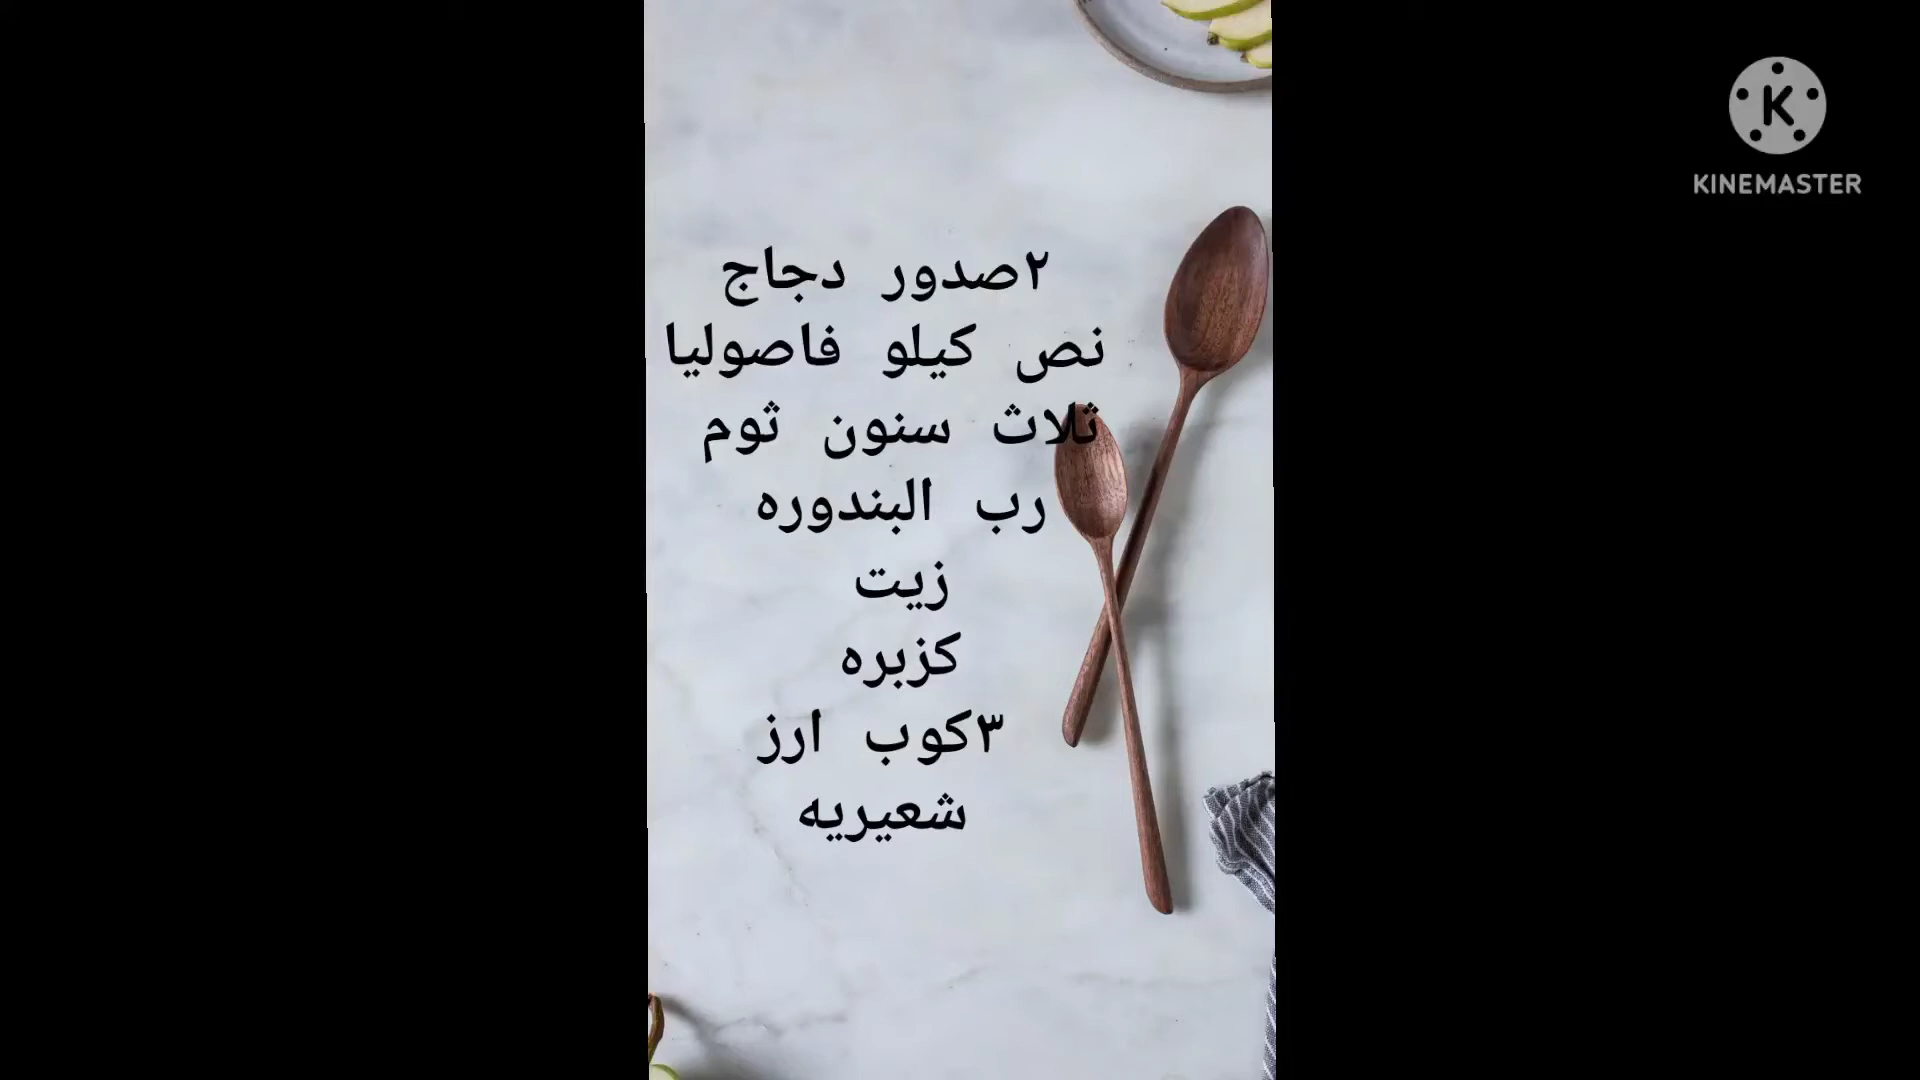 ٢صدور دجاج
نص كيلو فاصوليا
ثلاث سنون ثوم
رب البندوره
زيت
كزبره
٣كوب ارز
شعيريه
K
KINEMASTER